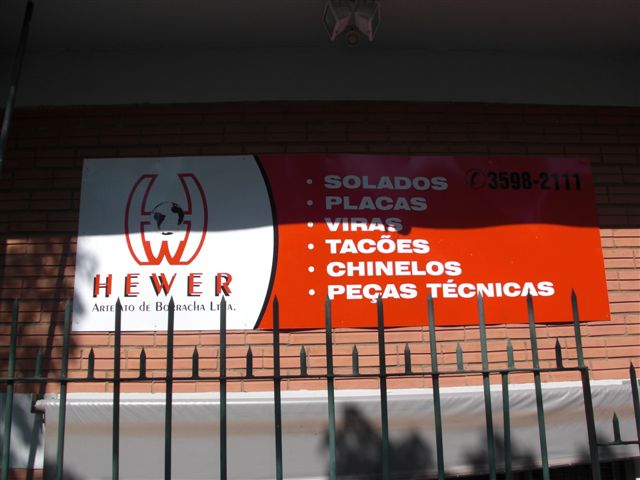 HEWER
ARTEFATO DE BORRACHA LTDA.
• SOLADOS
3598-2111
• PLACAS
• VIRAS
• TACÕES
• CHINELOS
• PEÇAS TÉCNICAS